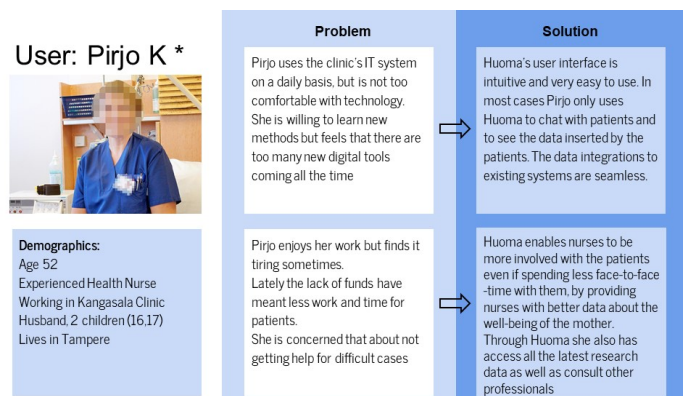 User: Pirjo K *
Demographics:
Age 52
Experienced Health Nurse
Working in Kangasala Clinic
Husband, 2 children (16,17)
Lives in Tampere
Problem
Pirjo uses the clinic's IT system
on a daily basis, but is not too
comfortable with technology.
She is willing to learn new
methods but feels that there are
too many new digital tools
coming all the time
Solution
Huoma's user interface is
intuitive and very easy to use. In
most cases Pirjo only uses
Huoma to chat with patients and
to see the data inserted by the
patients. The data integrations to
existing systems are seamless.
Pirjo enjoys her work but finds it
tiring sometimes.
Lately the lack of funds have
meant less work and time for
patients.
She is concerned that about not
getting help for difficult cases
Huoma enables nurses to be
more involved with the patients
even if spending less face-to-face
-time with them, by providing
nurses with better data about the
well-being of the mother.
Through Huoma she also has
access all the latest research
data as well as consult other
professionals